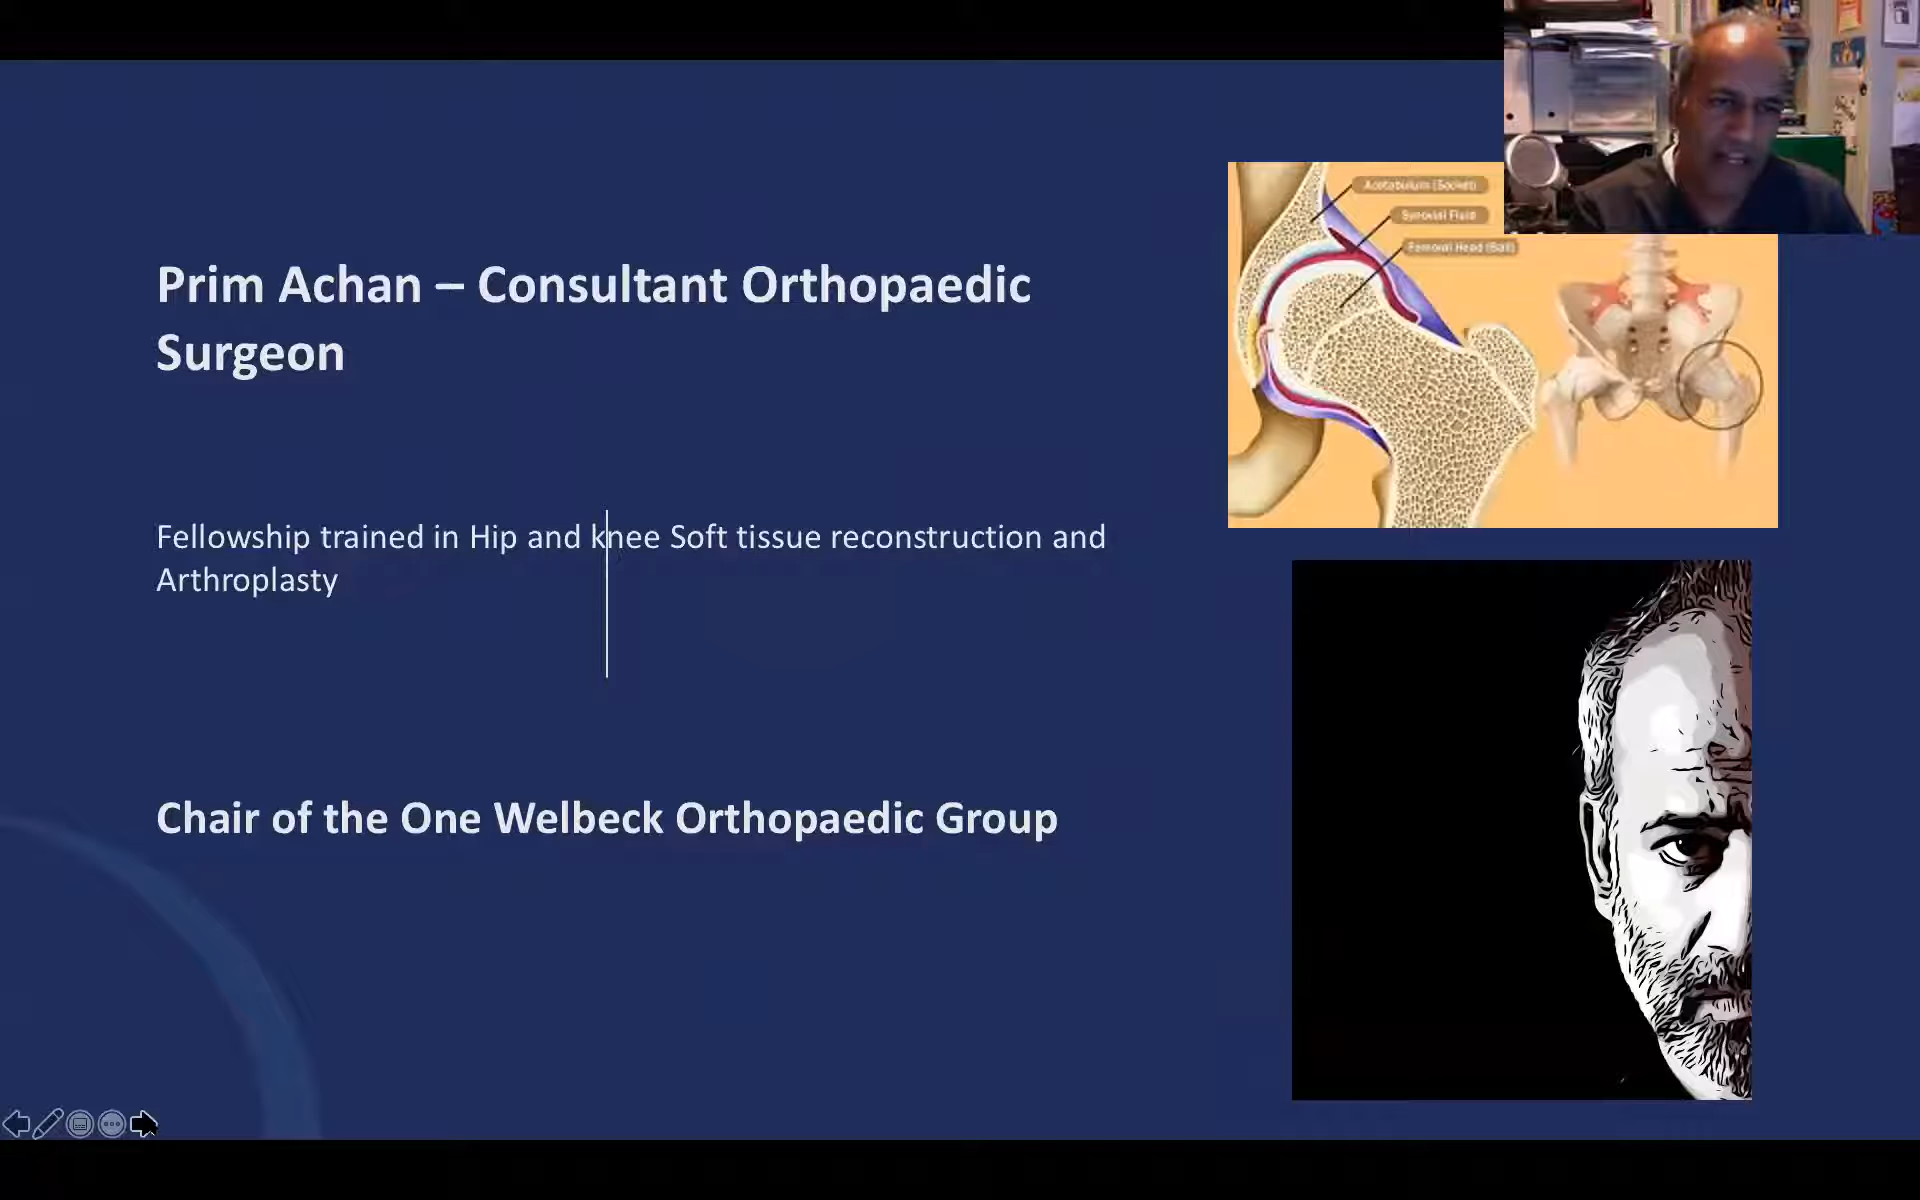 Prim Achan – Consultant Orthopaedic
Surgeon
Fellowship trained in Hip and knee Soft tissue reconstruction and
Arthroplasty
Chair of the One Welbeck Orthopaedic Group
Acetabulum (Socket)
Synovial Fluid
Femoral Head (Ball)